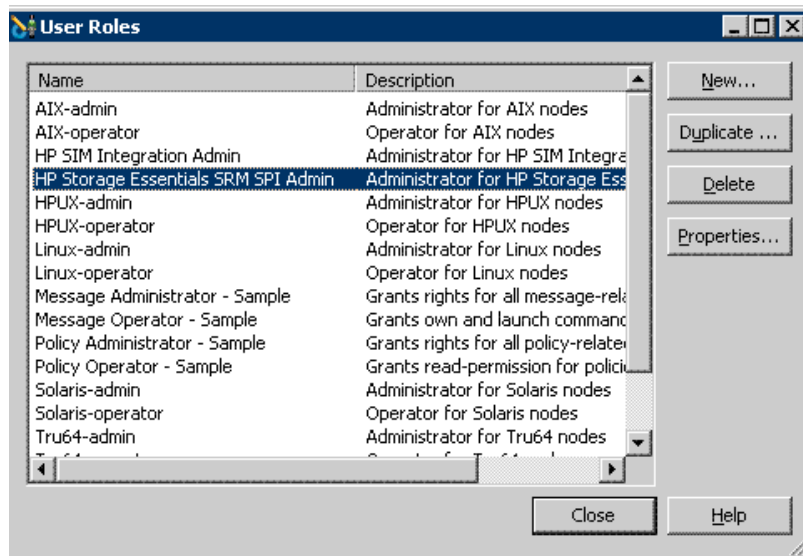 User Roles
Name Description
AIX-admin Administrator for AIX nodes
AIX-operator Operator for AIX nodes
HP SIM Integration Admin Administrator for HP SIM Integra
HP Storage Essentials SRM SPI Admin Administrator for HP Storage Ess
HPUX-admin Administrator for HPUX nodes
HPUX-operator Operator for HPUX nodes
Linux-admin Administrator for Linux nodes
Linux-operator Operator for Linux nodes
Message Administrator - Sample Grants rights for all message-rela
Message Operator - Sample Grants own and launch command
Policy Administrator - Sample Grants rights for all policy-related
Policy Operator - Sample Grants read-permission for polici
Solaris-admin Administrator for Solaris nodes
Solaris-operator Operator for Solaris nodes
Tru64-admin Administrator for Tru64 nodes
New...
Duplicate ...
Delete
Properties...
Close Help